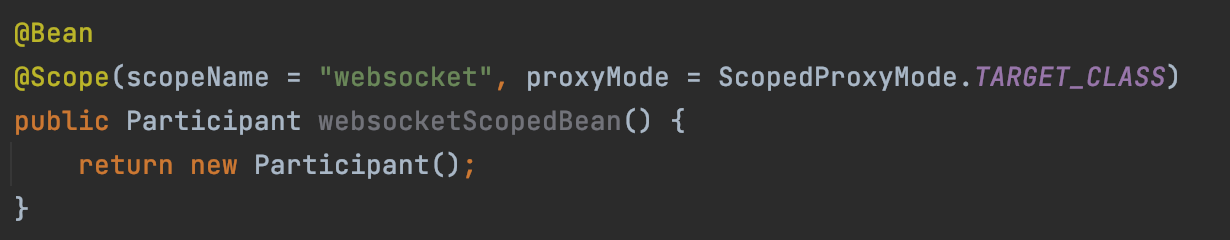 @Bean
@Scope(scopeName = "websocket", proxyMode = ScopedProxyMode.TARGET_CLASS)
public Participant websocketScopedBean() {
    return new Participant();
}